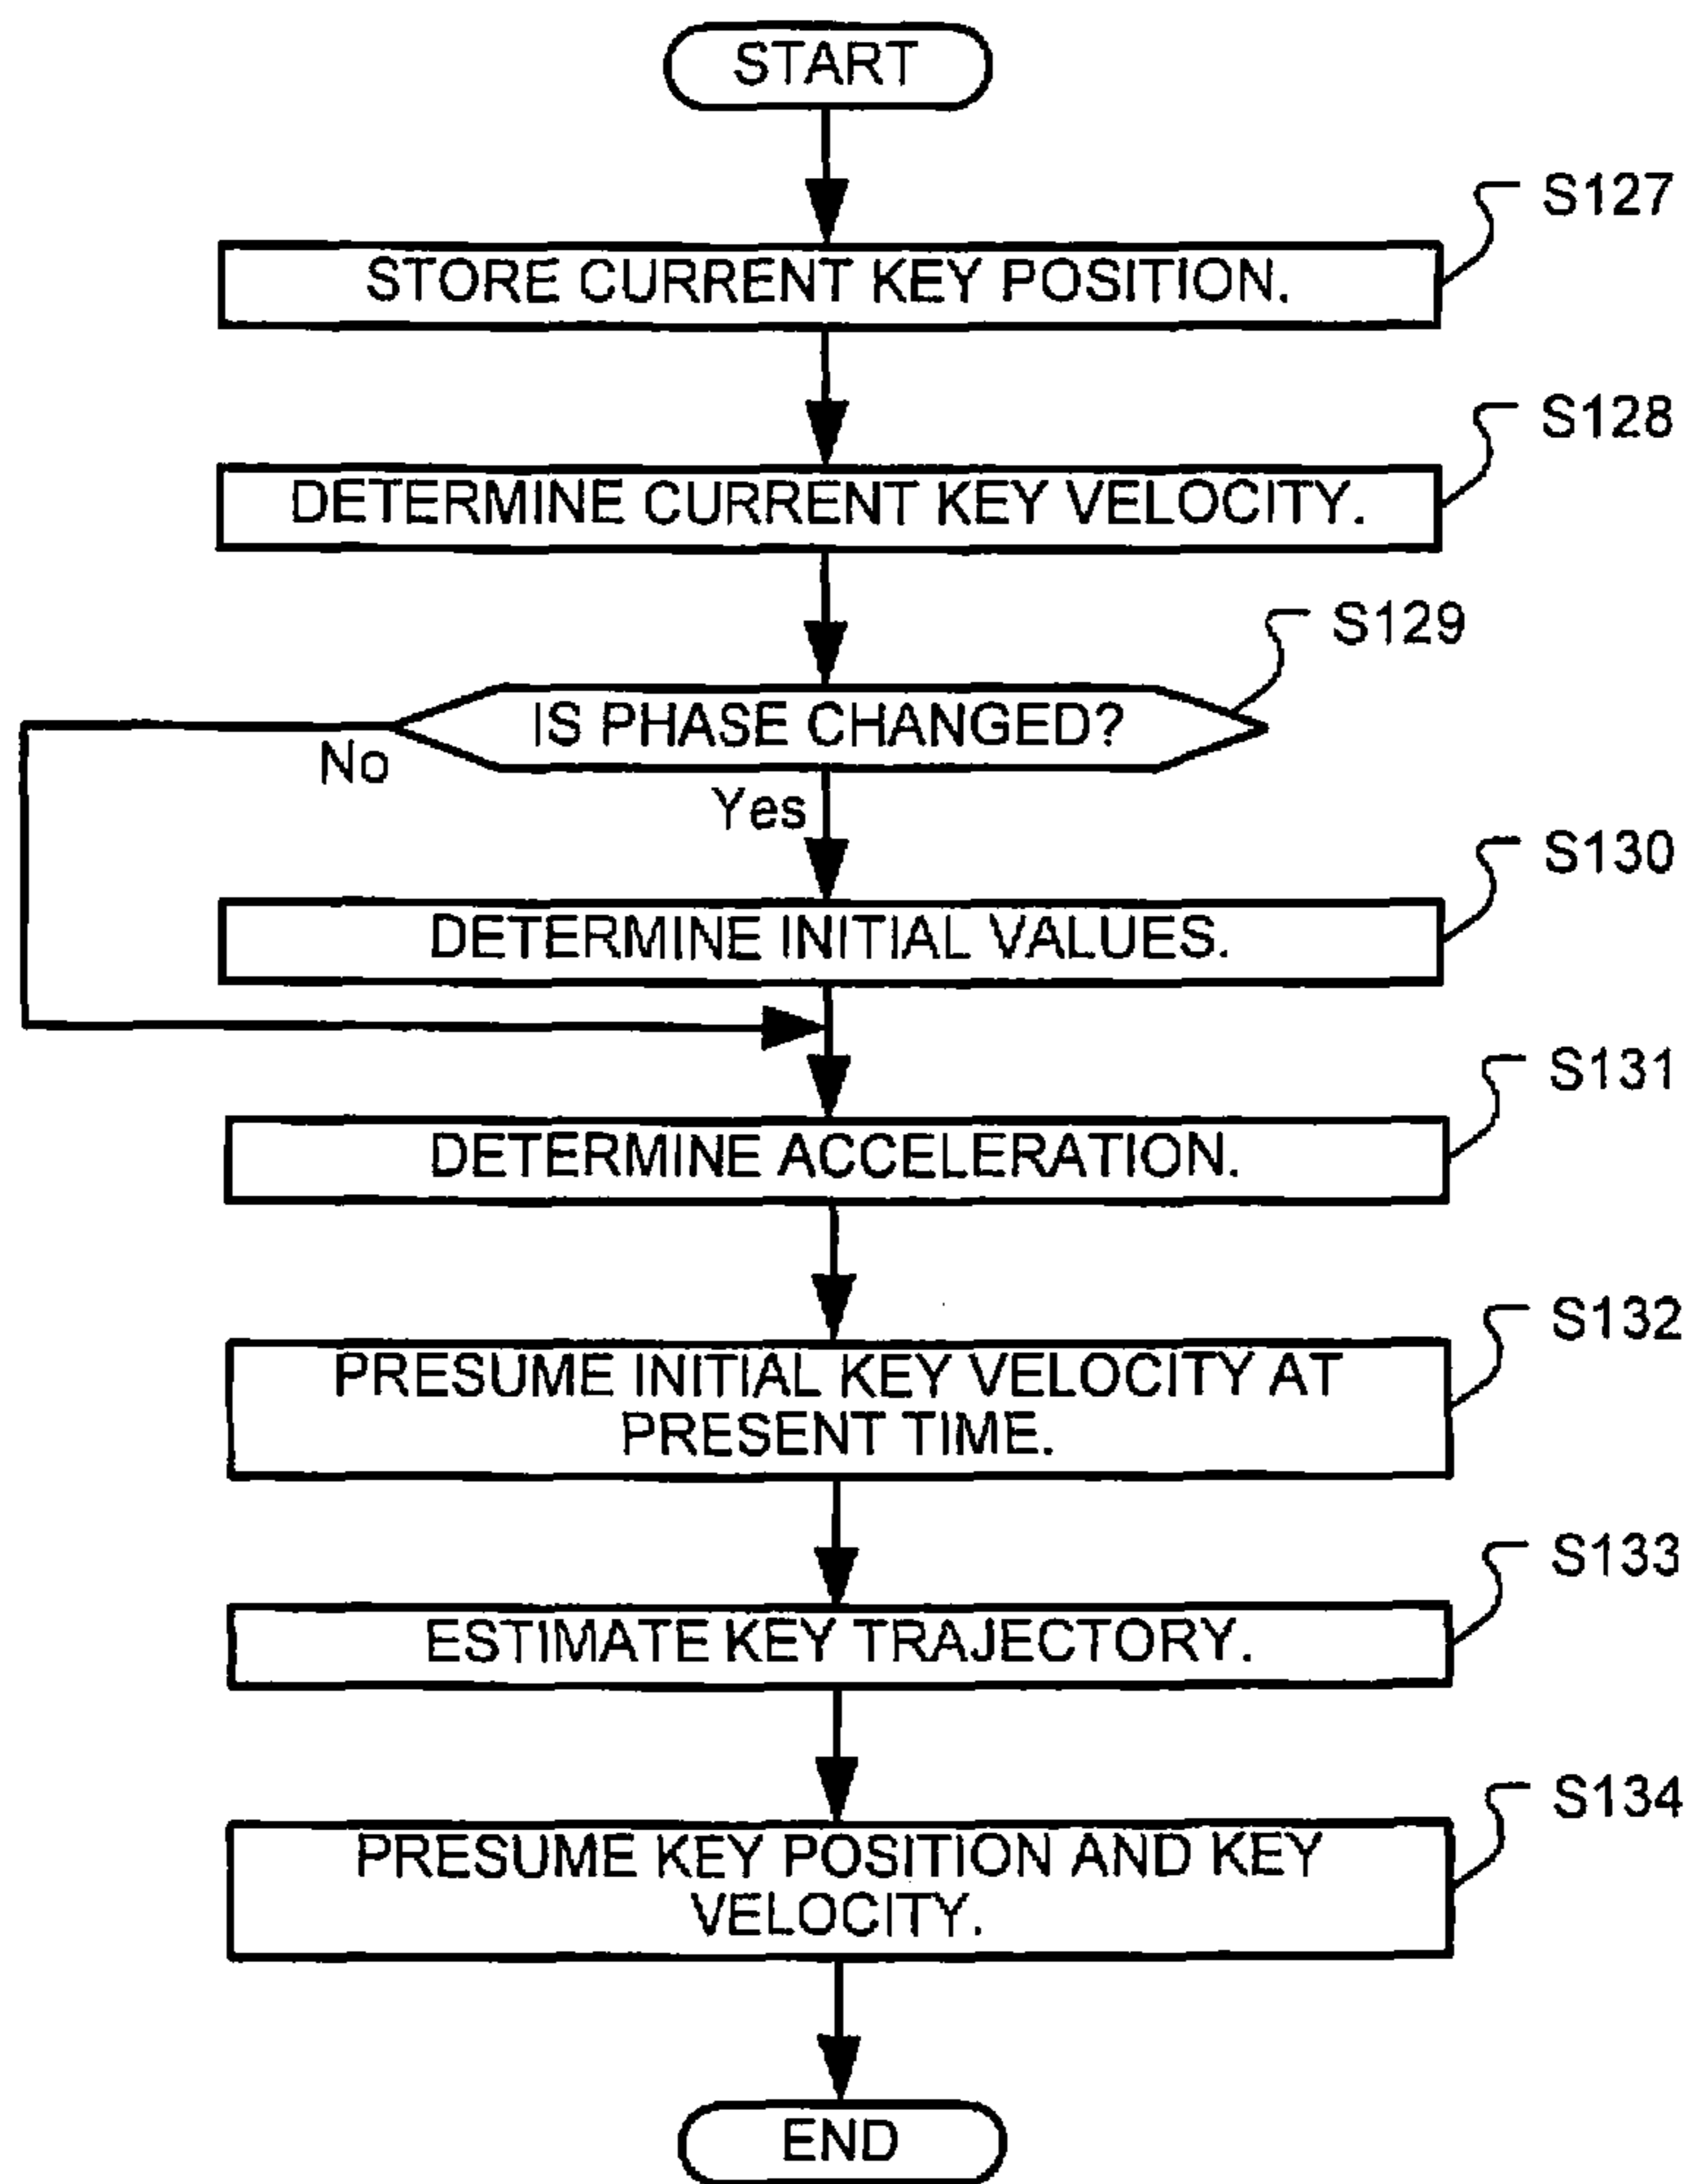 START
S127
STORE CURRENT KEY POSITION.
S128
DETERMINE CURRENT KEY VELOCITY.
S129
IS PHASE CHANGED?
No
Yes
S130
DETERMINE INITIAL VALUES.
S131
DETERMINE ACCELERATION.
S132
PRESUME INITIAL KEY VELOCITY AT
PRESENT TIME.
S133
ESTIMATE KEY TRAJECTORY.
S134
PRESUME KEY POSITION AND KEY
VELOCITY.
END